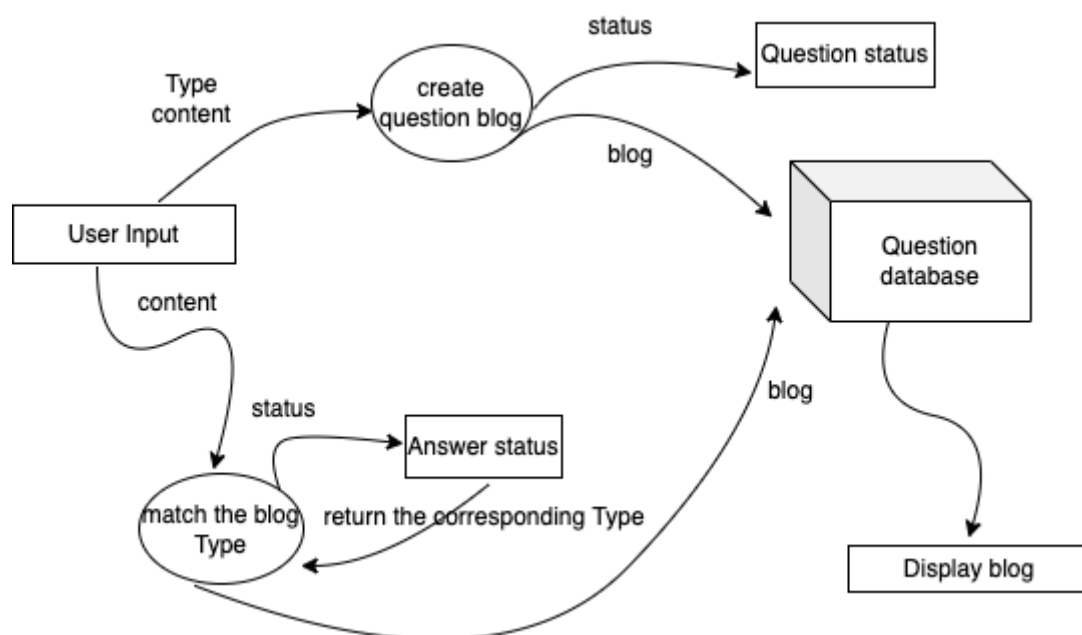 status
Question status
Type
content
create
question blog
blog
User Input
Question
database
content
blog
status
Answer status
match the blog
Type
return the corresponding Type
Display blog